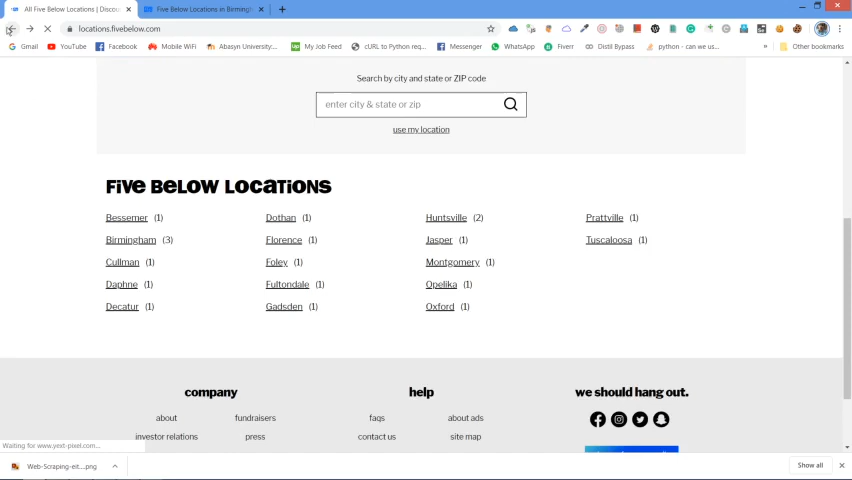 All Five Below Locations | Discou
Five Below Locations in Birmingh
locations.fivebelow.com
Gmail
YouTube
Facebook
Mobile WiFi
Abasyn University:...
My Job Feed
cURL to Python req...
Messenger
WhatsApp
Fiverr
Distil Bypass
python - can we us...
Other bookmarks
Search by city and state or ZIP code
enter city & state or zip
use my location
Five Below Locations
Bessemer (1)
Dothan (1)
Huntsville (2)
Prattville (1)
Birmingham (3)
Florence (1)
Jasper (1)
Tuscaloosa (1)
Cullman (1)
Foley (1)
Montgomery (1)
Daphne (1)
Fultondale (1)
Opelika (1)
Decatur (1)
Gadsden (1)
Oxford (1)
company
help
we should hang out.
about
fundraisers
faqs
about ads
investor relations
press
contact us
site map
Waiting for www.yext-pixel.com...
Web-Scraping-eit....png
Show all